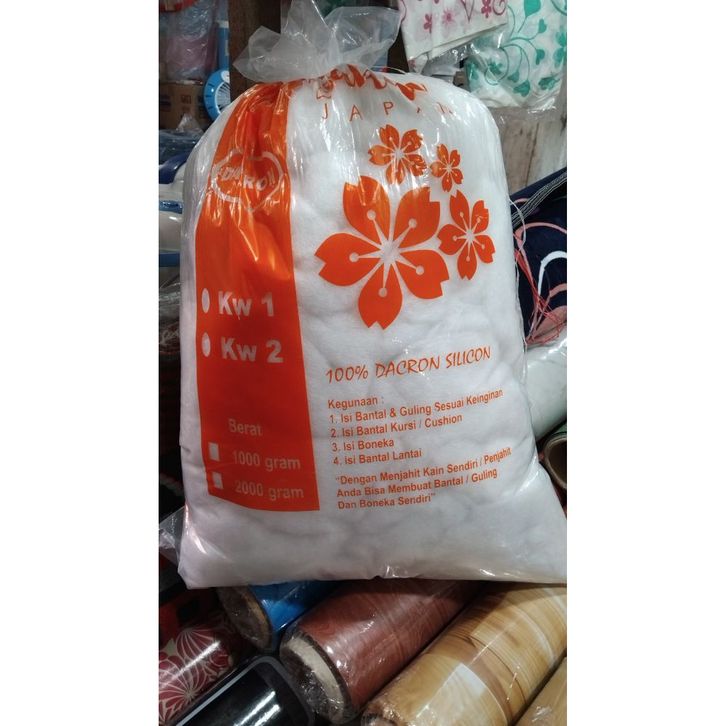 JAPAN
DACRON
Kw 1
Kw 2
Berat
1000 gram
2000 gram
100% DACRON SILICON
Kegunaan :
1. Isi Bantal & Guling Sesuai Keinginan
2. Isi Bantal Kursi / Cushion
3. Isi Boneka
4. isi Bantal Lantai
"Dengan Menjahit Kain Sendiri / Penjahit
Anda Bisa Membuat Bantal / Guling
Dan Boneka Sendiri"